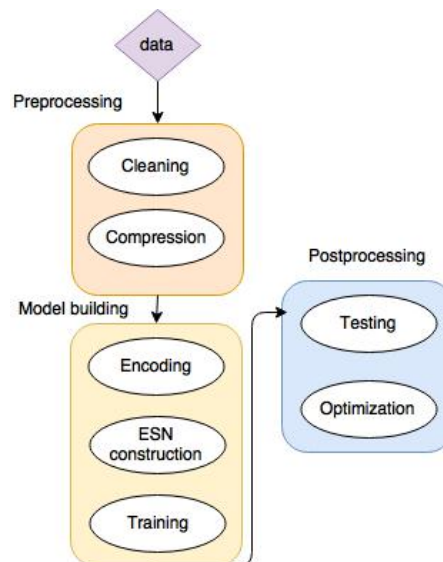 data
Preprocessing
Cleaning
Compression
Model building
Encoding
ESN
construction
Training
Postprocessing
Testing
Optimization